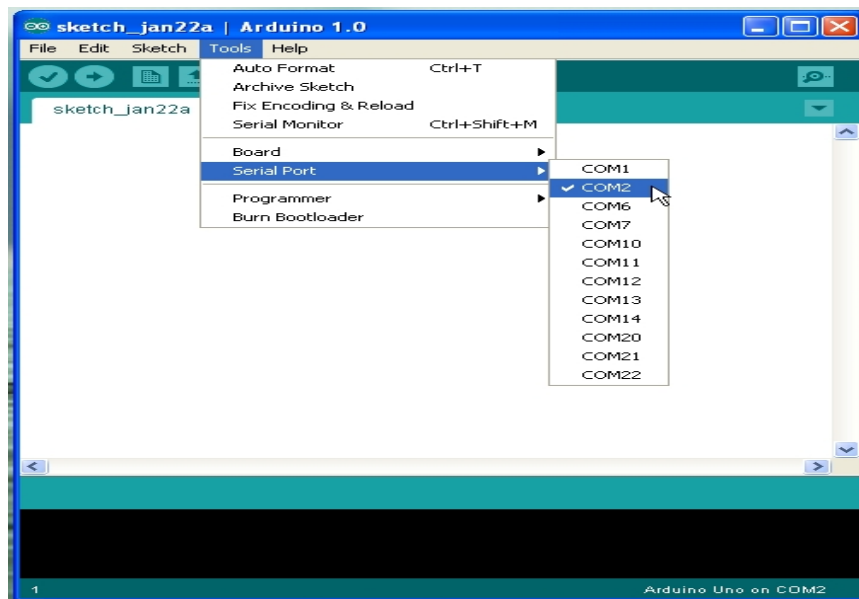 sketch_jan22a | Arduino 1.0
File Edit Sketch Tools Help
sketch_jan22a
Auto Format Ctrl+T
Archive Sketch
Fix Encoding & Reload
Serial Monitor Ctrl+Shift+M
Board
Serial Port
Programmer
Burn Bootloader
COM1
COM2
COM6
COM7
COM10
COM11
COM12
COM13
COM14
COM20
COM21
COM22
1 Arduino Uno on COM2